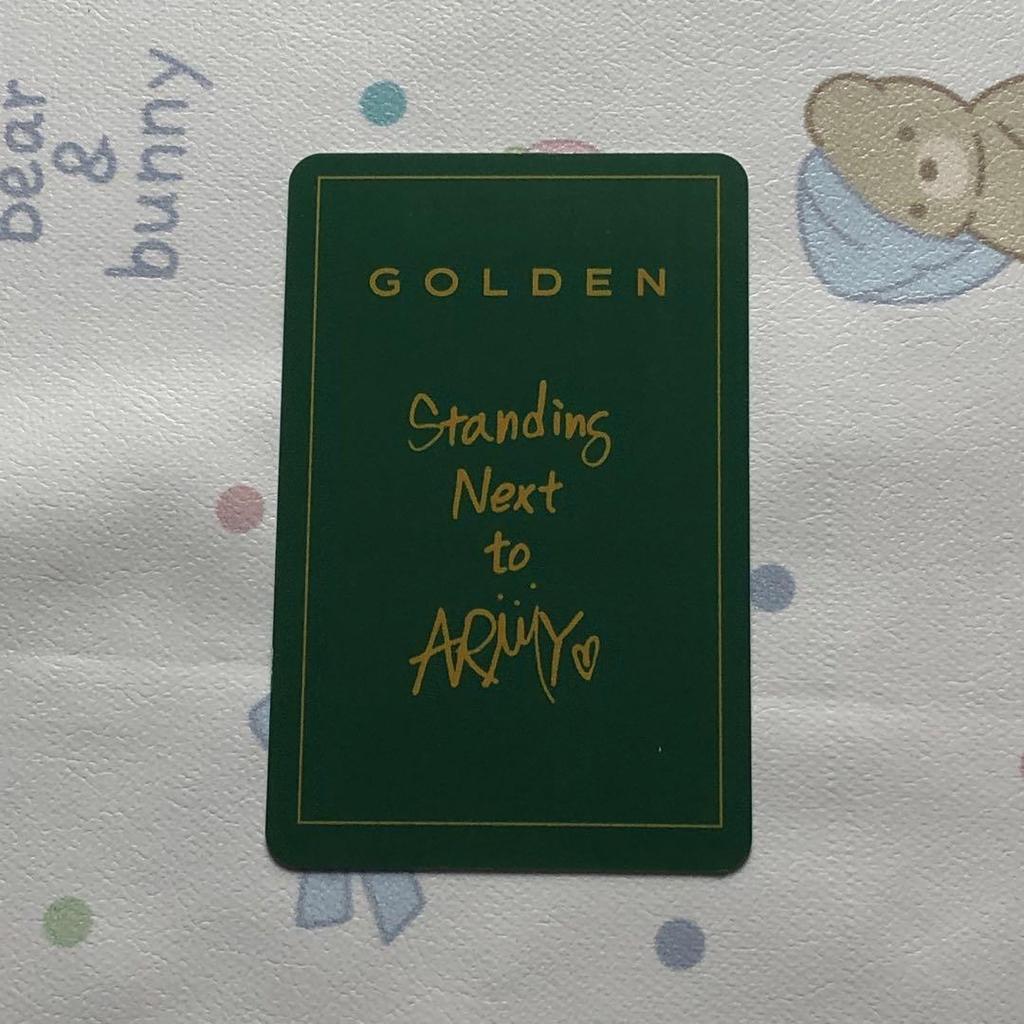 bear
&
bunny
GOLDEN
Standing
Next
to
ARMY♡